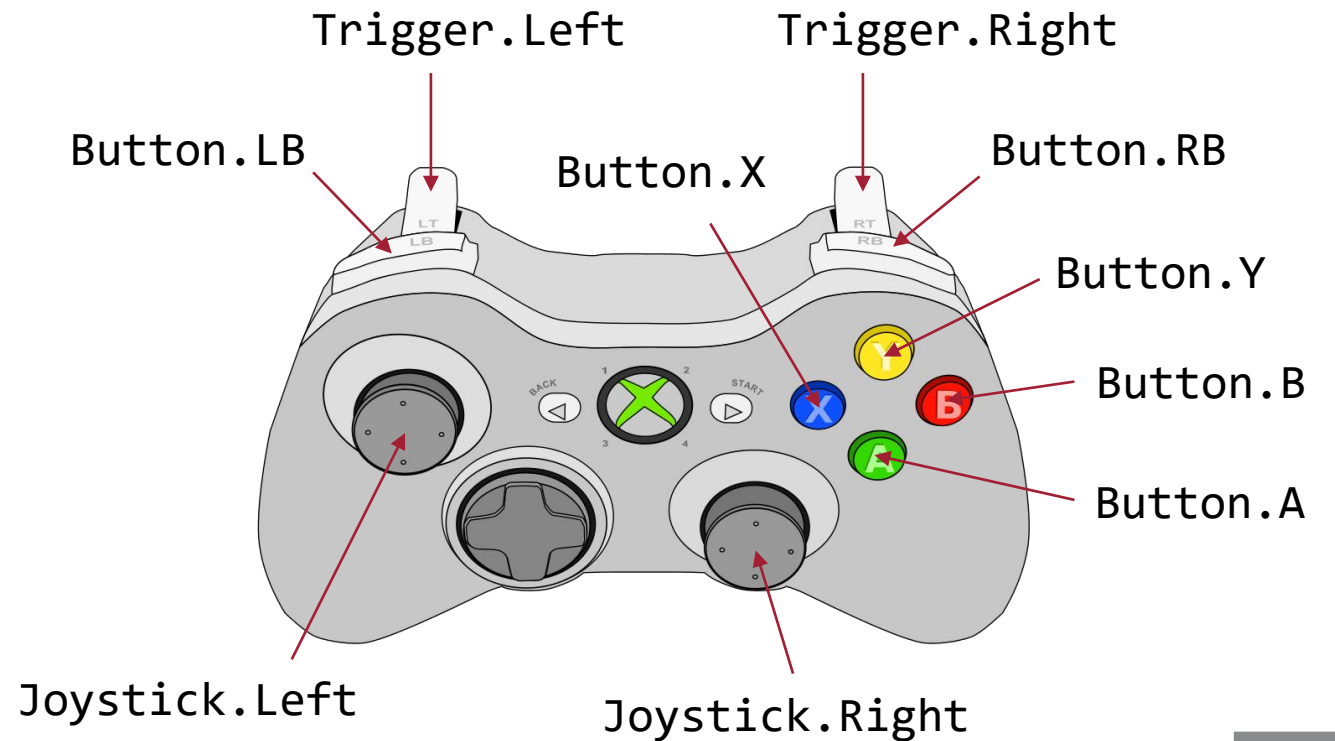 Trigger.Left Trigger.Right
Button.LB Button.X Button.RB
LT RT
LB RB
Button.Y
1 2
BACK START
Y
X Б
Button.B
3 4
A
Button.A
Joystick.Left
Joystick.Right